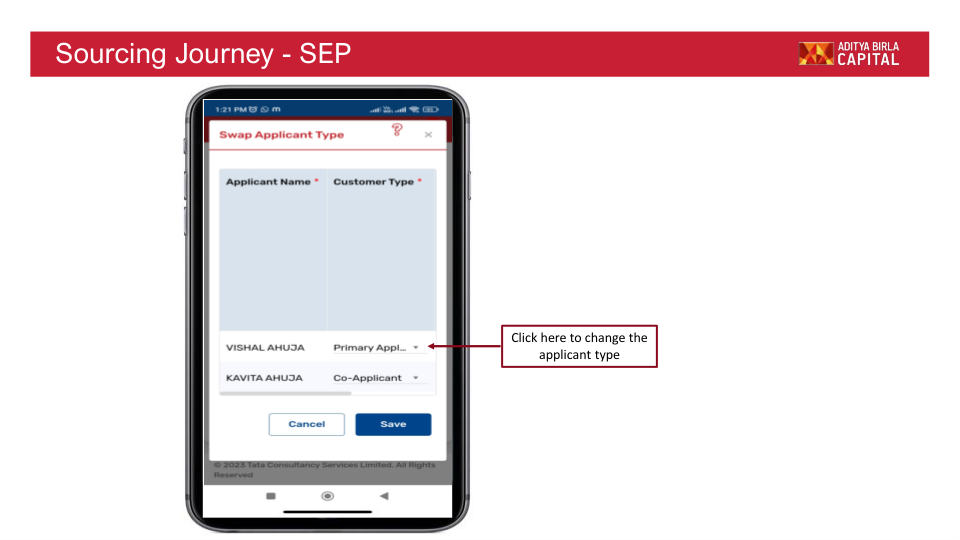 Sourcing Journey - SEP
ADITYA BIRLA
CAPITAL
1:21 PM
Swap Applicant Type
?
×
Applicant Name * Customer Type *
VISHAL AHUJA Primary Appl...
KAVITA AHUJA Co-Applicant
Click here to change the
applicant type
Cancel Save
© 2023 Tata Consultancy Services Limited. All Rights
Reserved